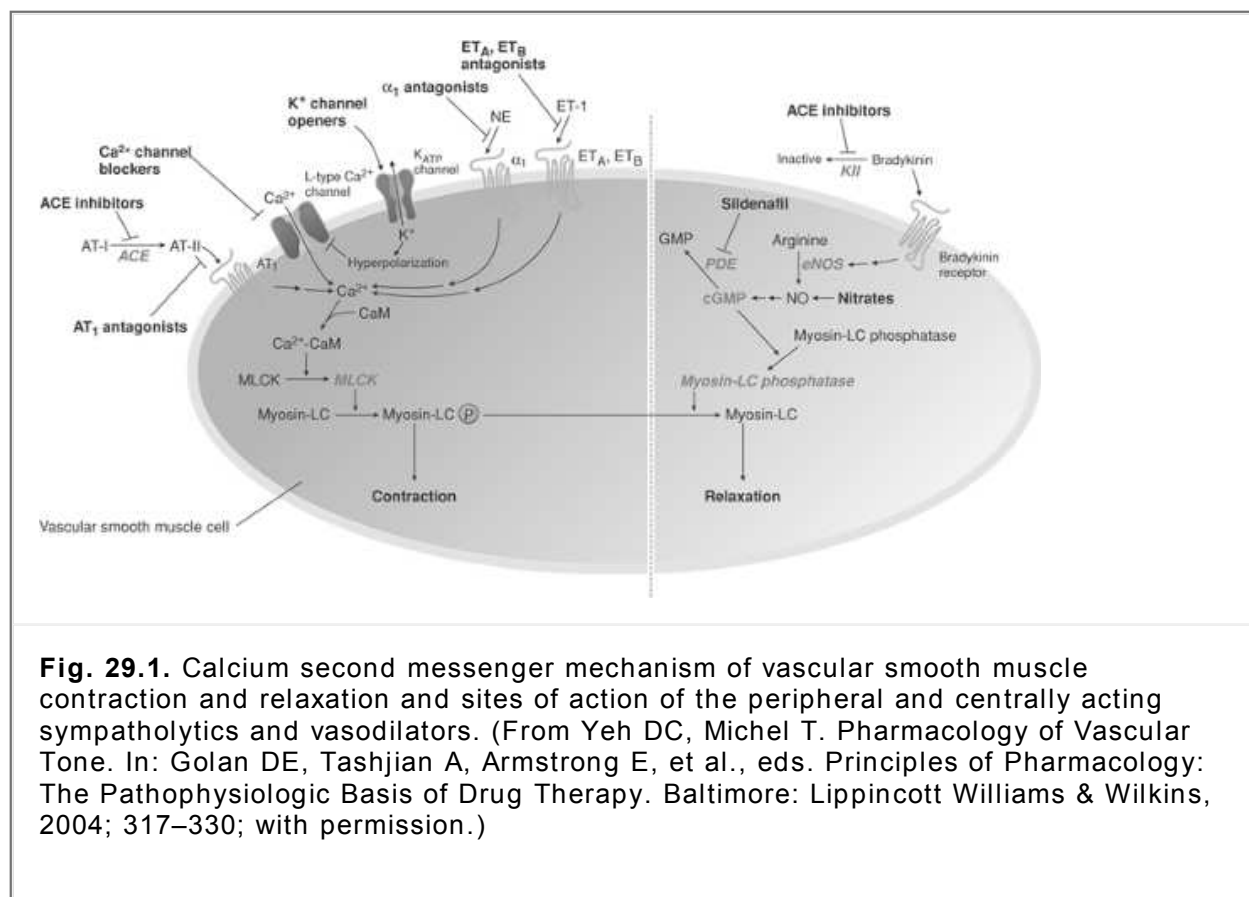 ET_A, ET_B
antagonists
α₁ antagonists
K⁺ channel
openers
NE
ET-1
ACE inhibitors
Ca²⁺ channel
blockers
K_ATP
channel
α₁
ET_A, ET_B
Inactive
Bradykinin
KII
L-type Ca²⁺
channel
Ca²⁺
ACE inhibitors
Sildenafil
K⁺
GMP
Arginine
AT-I
AT-II
ACE
PDE
eNOS
Bradykinin
receptor
AT₁
Hyperpolarization
Ca²⁺
cGMP
NO
Nitrates
CaM
AT₁ antagonists
Myosin-LC phosphatase
Ca²⁺-CaM
MLCK
MLCK
Myosin-LC phosphatase
Myosin-LC
Myosin-LC P
Myosin-LC
Contraction
Relaxation
Vascular smooth muscle cell
Fig. 29.1. Calcium second messenger mechanism of vascular smooth muscle
contraction and relaxation and sites of action of the peripheral and centrally acting
sympatholytics and vasodilators. (From Yeh DC, Michel T. Pharmacology of Vascular
Tone. In: Golan DE, Tashjian A, Armstrong E, et al., eds. Principles of Pharmacology:
The Pathophysiologic Basis of Drug Therapy. Baltimore: Lippincott Williams & Wilkins,
2004; 317–330; with permission.)